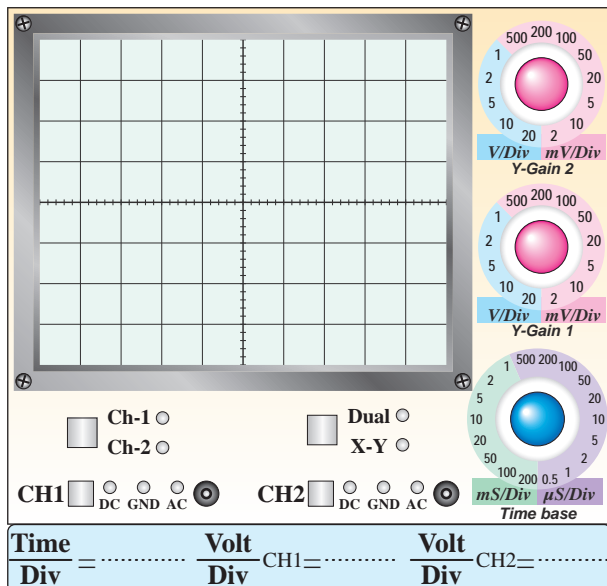 500 200 100
1 50
2 20
5 10
10 2
20
V/Div mV/Div
Y-Gain 2
500 200 100
1 50
2 20
5 10
10 2
20
V/Div mV/Div
Y-Gain 1
1 500 200 100
2 50
5 20
10 10
20 5
50 2
100 200 0.5 1
mS/Div µS/Div
Time base
Ch-1
Ch-2
Dual
X-Y
CH1 DC GND AC
CH2 DC GND AC
Time/Div = ············ Volt/Div CH1= ············ Volt/Div CH2= ············